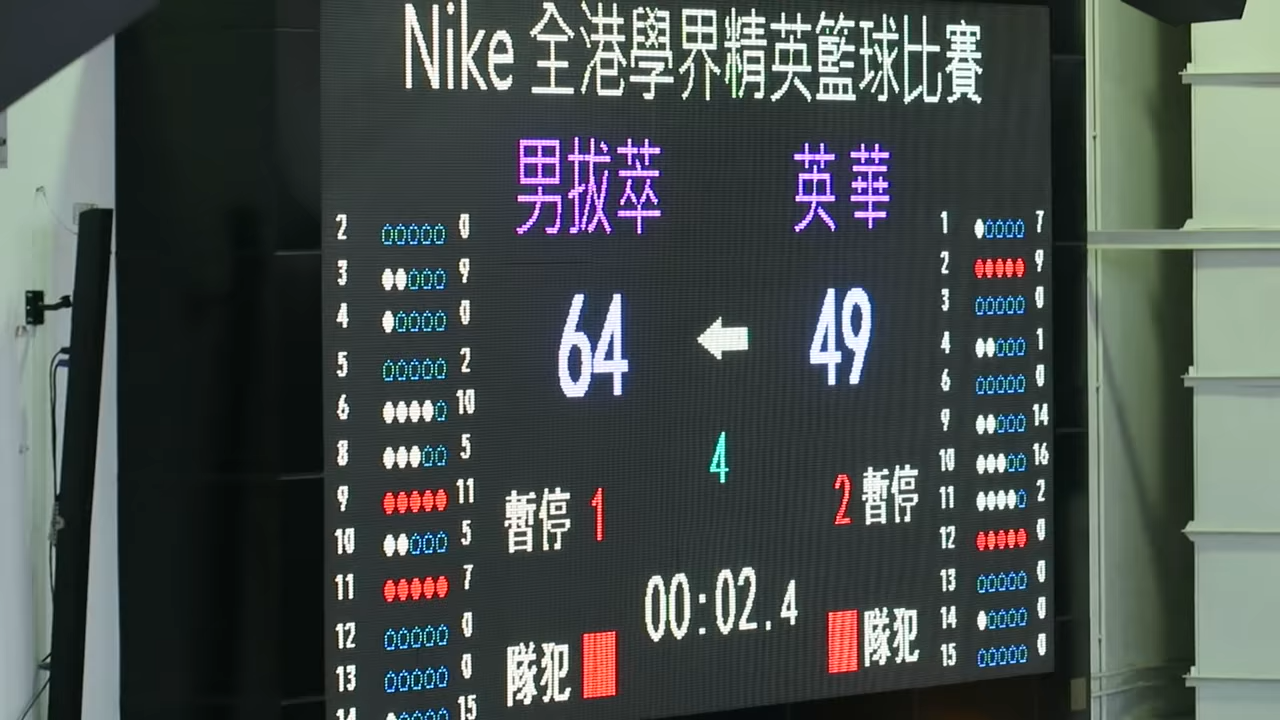 Nike 全港學界精英籃球比賽
男拔萃 英華
2 0 1 7
3 9 2 9
4 0 3 0
64 49
5 2 4 1
6 10 6 0
8 5 9 14
4
9 11 10 16
暫停 1 2 暫停
10 5 11 2
11 7 12 0
00:02.4
12 0 13 0
隊犯 隊犯
13 0 14 0
14 15 15 0